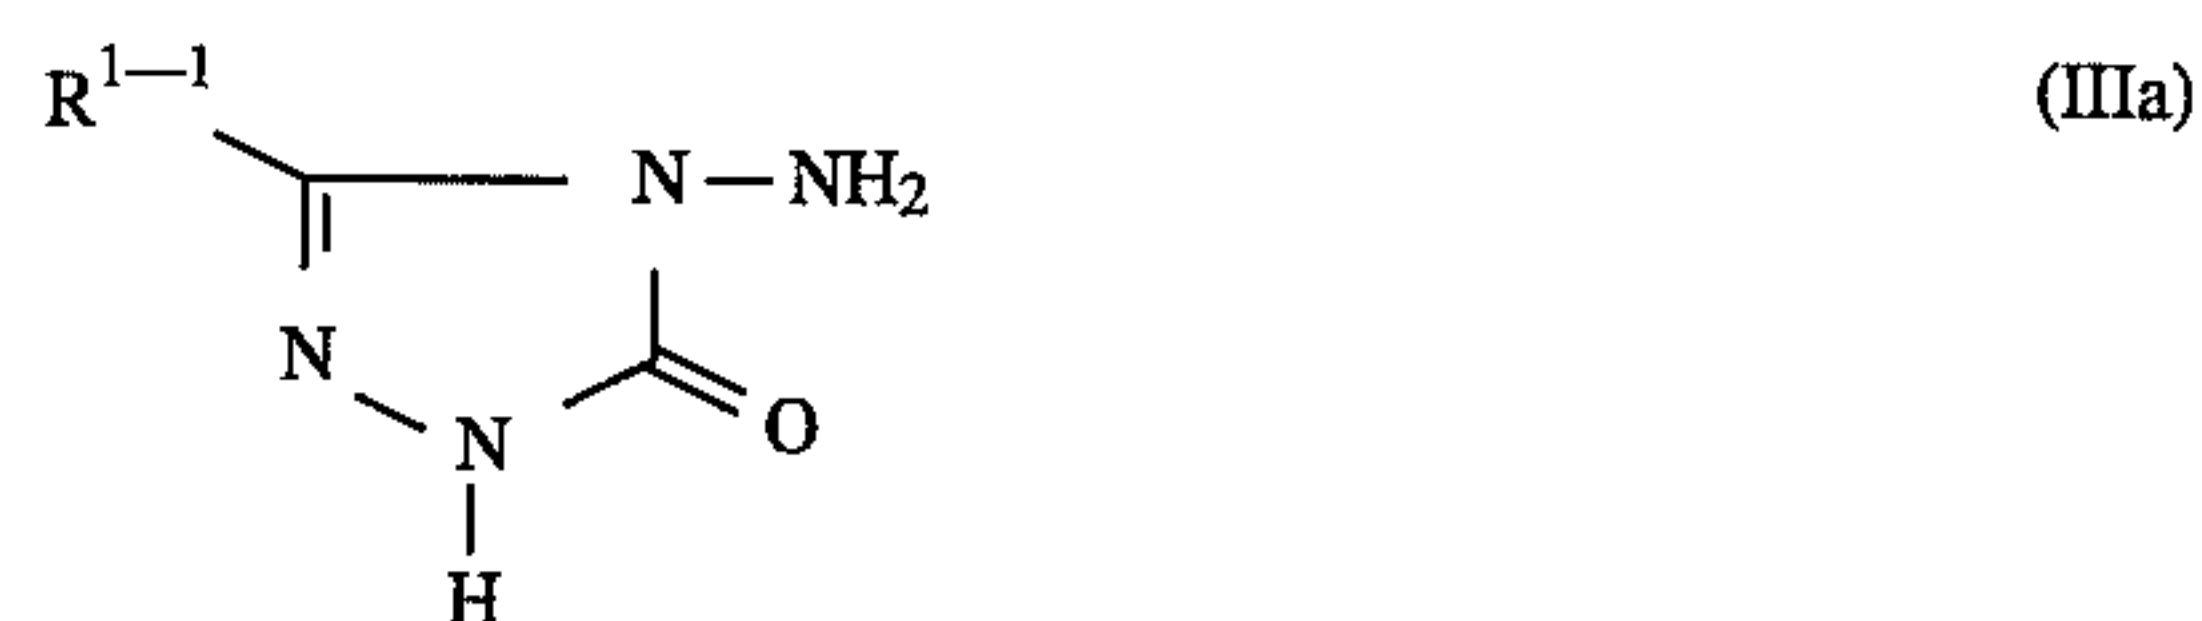 R¹⁻¹ (IIIa)
N—NH₂
N
N O
H